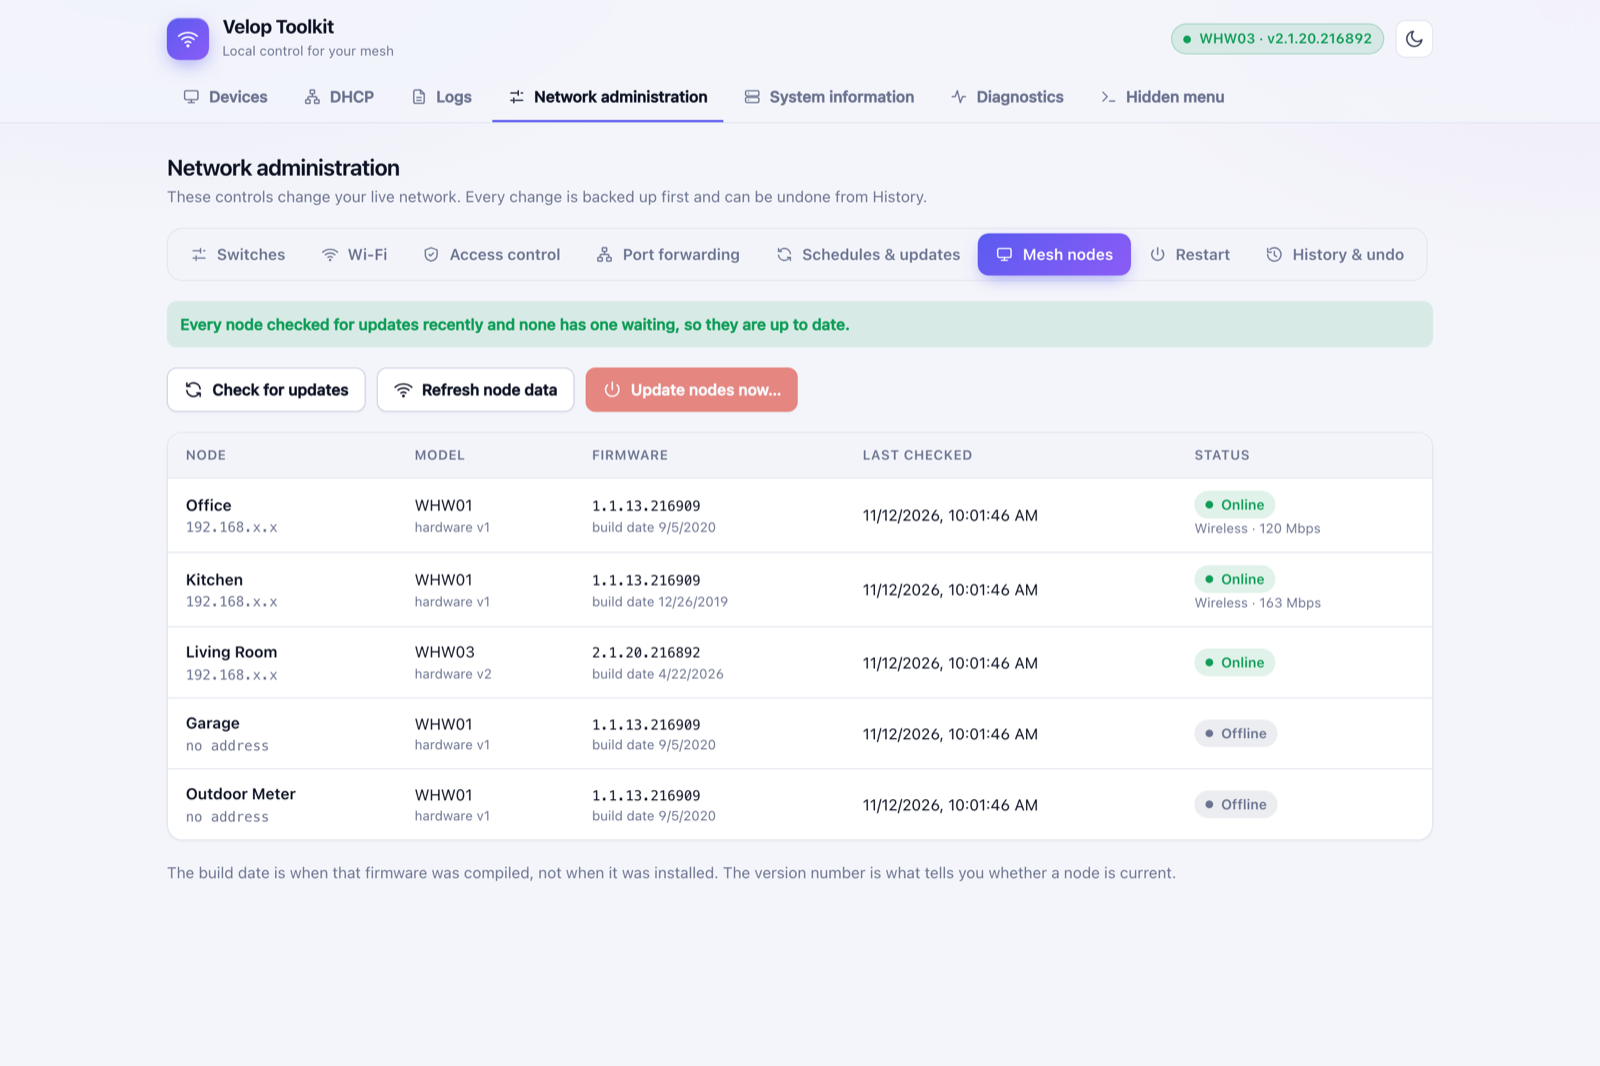 Velop Toolkit
Local control for your mesh
WHW03 · v2.1.20.216892
Devices
DHCP
Logs
Network administration
System information
Diagnostics
Hidden menu
Network administration
These controls change your live network. Every change is backed up first and can be undone from History.
Switches
Wi-Fi
Access control
Port forwarding
Schedules & updates
Mesh nodes
Restart
History & undo
Every node checked for updates recently and none has one waiting, so they are up to date.
Check for updates
Refresh node data
Update nodes now...
NODE MODEL FIRMWARE LAST CHECKED STATUS
Office WHW01 1.1.13.216909 11/12/2026, 10:01:46 AM Online
192.168.x.x hardware v1 build date 9/5/2020 Wireless · 120 Mbps
Kitchen WHW01 1.1.13.216909 11/12/2026, 10:01:46 AM Online
192.168.x.x hardware v1 build date 12/26/2019 Wireless · 163 Mbps
Living Room WHW03 2.1.20.216892 11/12/2026, 10:01:46 AM Online
192.168.x.x hardware v2 build date 4/22/2026
Garage WHW01 1.1.13.216909 11/12/2026, 10:01:46 AM Offline
no address hardware v1 build date 9/5/2020
Outdoor Meter WHW01 1.1.13.216909 11/12/2026, 10:01:46 AM Offline
no address hardware v1 build date 9/5/2020
The build date is when that firmware was compiled, not when it was installed. The version number is what tells you whether a node is current.